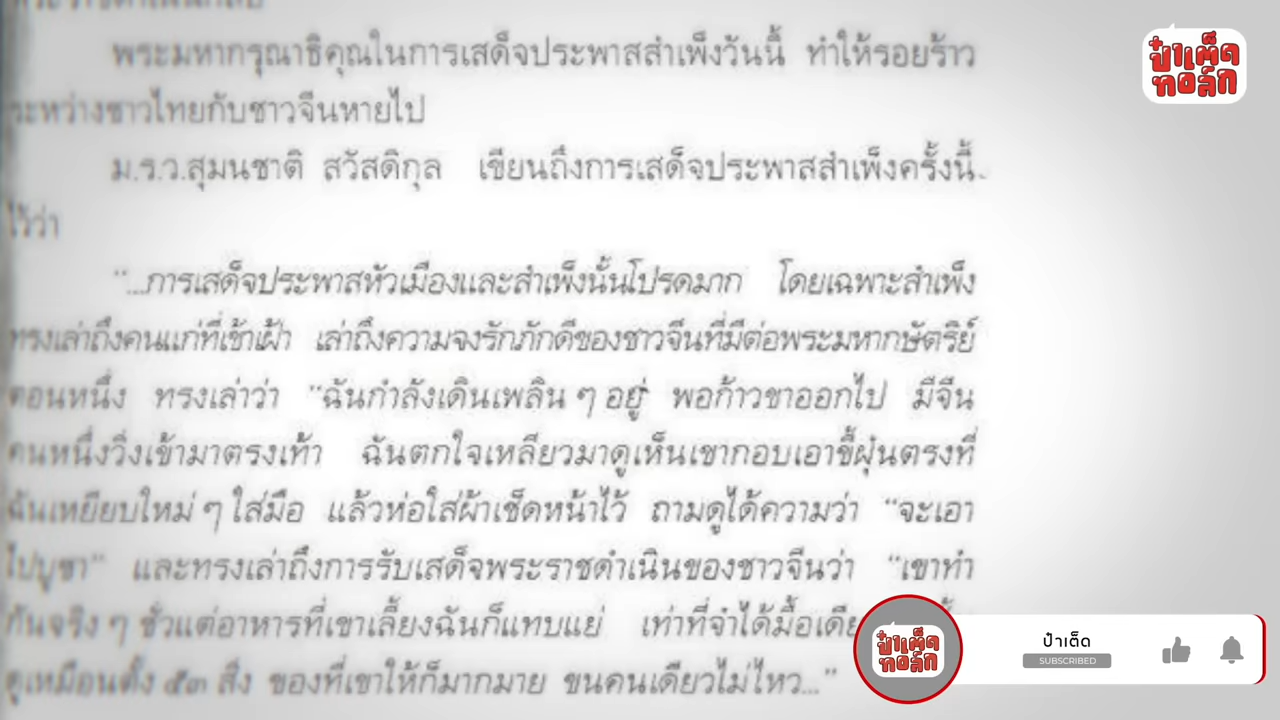 พระมหากรุณาธิคุณในการเสด็จประพาสสำเพ็งวันนี้ ทำให้รอยร้าว
ระหว่างชาวไทยกับชาวจีนหายไป
ม.ร.ว.สุมนชาติ สวัสดิกุล เขียนถึงการเสด็จประพาสสำเพ็งครั้งนี้
ไว้ว่า
“...การเสด็จประพาสหัวเมืองและสำเพ็งนั้นโปรดมาก โดยเฉพาะสำเพ็ง
ทรงเล่าถึงคนแก่ที่เข้าเฝ้า เล่าถึงความจงรักภักดีของชาวจีนที่มีต่อพระมหากษัตริย์
ตอนหนึ่ง ทรงเล่าว่า “ฉันกำลังเดินเพลิน ๆ อยู่ พอก้าวขาออกไป มีจีน
คนหนึ่งวิ่งเข้ามาตรงเท้า ฉันตกใจเหลียวมาดูเห็นเขากอบเอาขี้ฝุ่นตรงที่
ฉันเหยียบใหม่ ๆ ใส่มือ แล้วห่อใส่ผ้าเช็ดหน้าไว้ ถามดูได้ความว่า “จะเอา
ไปบูชา” และทรงเล่าถึงการรับเสด็จพระราชดำเนินของชาวจีนว่า “เขาทำ
กันจริง ๆ ชั่วแต่อาหารที่เขาเลี้ยงฉันก็แทบแย่ เท่าที่จำได้มื้อ
ดูเหมือนตั้ง ๕๓ สิ่ง ของที่เขาให้ก็มากมาย ขนคนเดียวไม่ไหว...”
ป๋าเต็ด
ทอล์ก
ป๋าเต็ด
ทอล์ก
ป๋าเต็ด
SUBSCRIBED